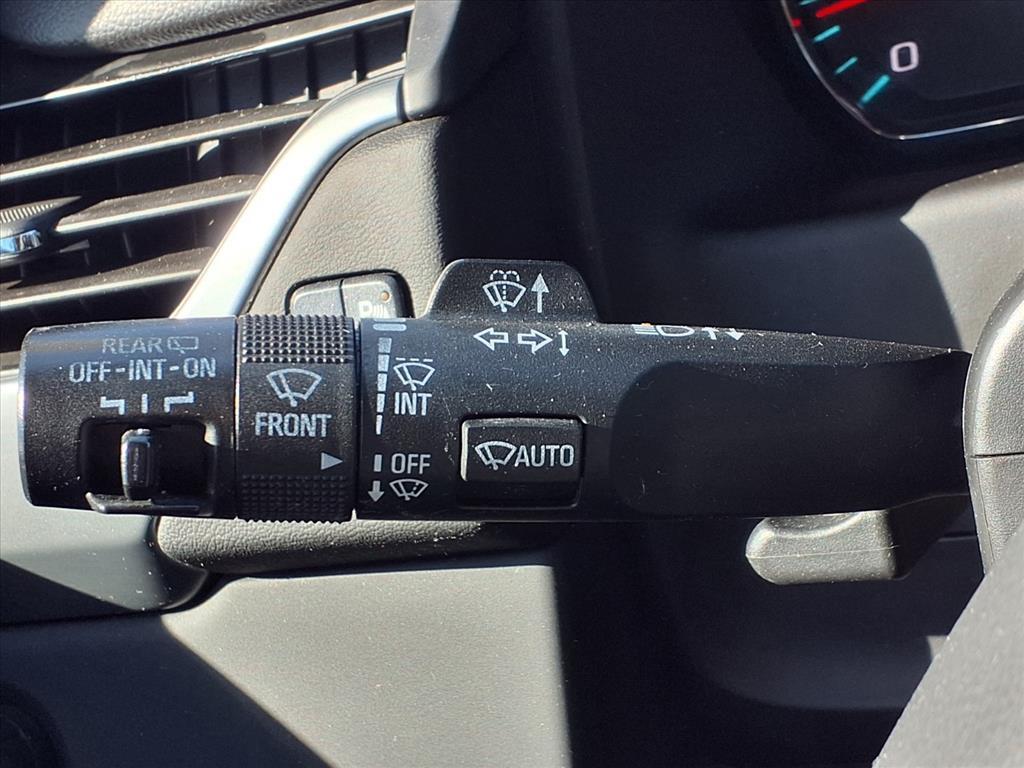 0
P
REAR
OFF-INT-ON
FRONT
INT
OFF
AUTO